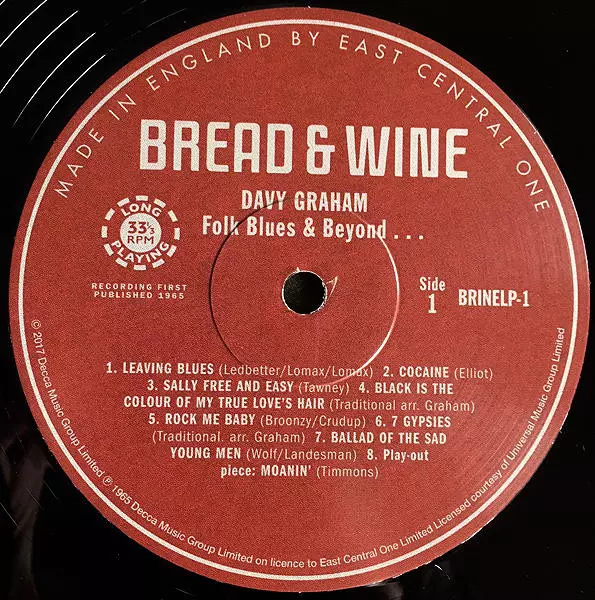 MADE IN ENGLAND BY EAST CENTRAL ONE
BREAD & WINE
DAVY GRAHAM
Folk Blues & Beyond . . .
LONG
33⅓
RPM
PLAYING
RECORDING FIRST
PUBLISHED 1965
Side
1
BRINELP-1
1. LEAVING BLUES (Ledbetter/Lomax/Lomax) 2. COCAINE (Elliot)
3. SALLY FREE AND EASY (Tawney) 4. BLACK IS THE
COLOUR OF MY TRUE LOVE'S HAIR (Traditional arr. Graham)
5. ROCK ME BABY (Broonzy/Crudup) 6. 7 GYPSIES
(Traditional. arr. Graham) 7. BALLAD OF THE SAD
YOUNG MEN (Wolf/Landesman) 8. Play-out
piece: MOANIN' (Timmons)
© 2017 Decca Music Group Limited ℗ 1965 Decca Music Group Limited on licence to East Central One Limited Licensed courtesy of Universal Music Group Limited